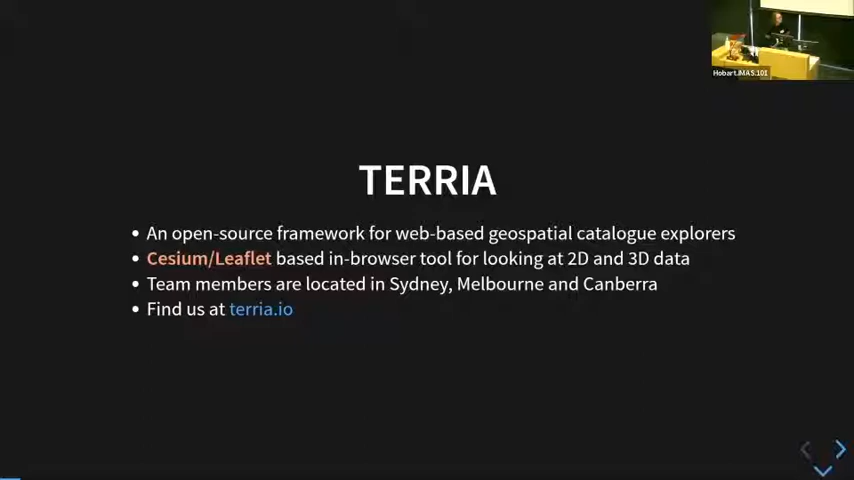 Hobart.IMAS.101
TERRIA
An open-source framework for web-based geospatial catalogue explorers
Cesium/Leaflet based in-browser tool for looking at 2D and 3D data
Team members are located in Sydney, Melbourne and Canberra
Find us at terria.io